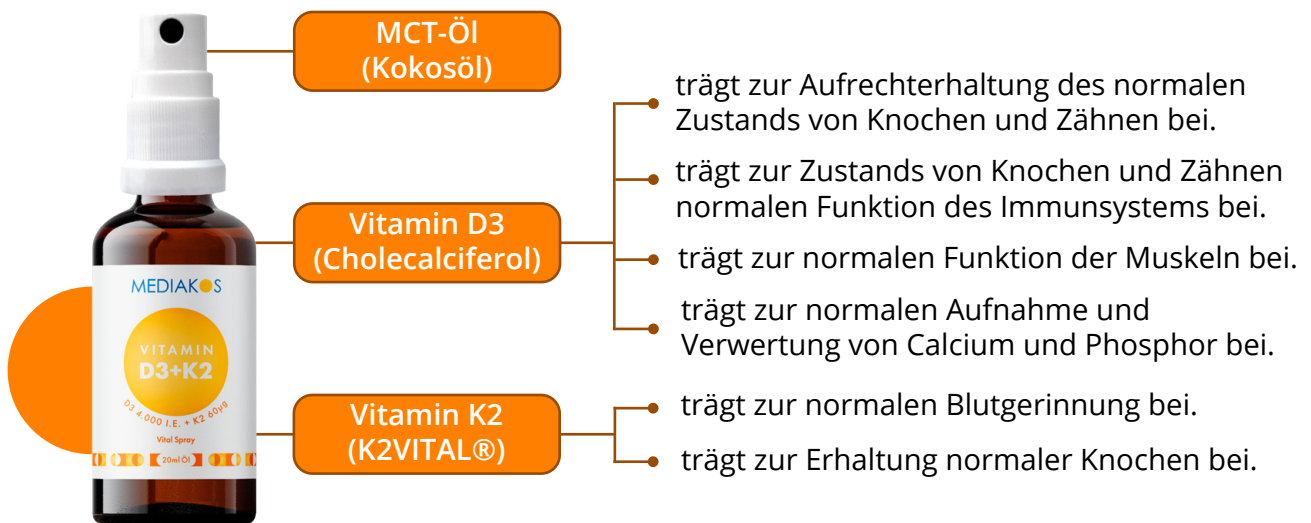 MCT-Öl
(Kokosöl)
trägt zur Aufrechterhaltung des normalen
Zustands von Knochen und Zähnen bei.
trägt zur Zustands von Knochen und Zähnen
normalen Funktion des Immunsystems bei.
Vitamin D3
(Cholecalciferol)
trägt zur normalen Funktion der Muskeln bei.
trägt zur normalen Aufnahme und
Verwertung von Calcium und Phosphor bei.
Vitamin K2
(K2VITAL®)
trägt zur normalen Blutgerinnung bei.
trägt zur Erhaltung normaler Knochen bei.
MEDIAKOS
VITAMIN
D3+K2
D3 4.000 I.E. + K2 60µg
Vital Spray
20ml Öl